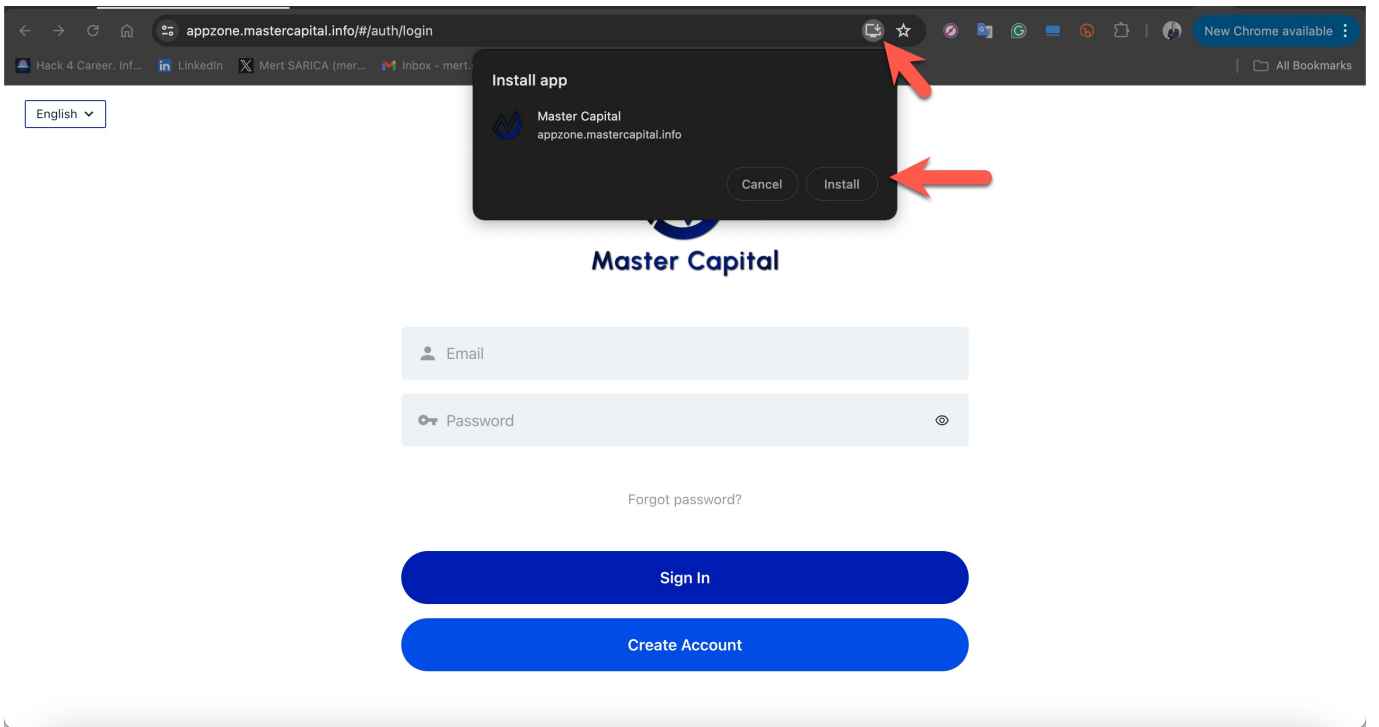 appzone.mastercapital.info/#/auth/login
New Chrome available
Hack 4 Career. Inf...
LinkedIn
Mert SARICA (mer...
Inbox - mert.
All Bookmarks
Install app
Master Capital
appzone.mastercapital.info
Cancel
Install
English
Master Capital
Email
Password
Forgot password?
Sign In
Create Account